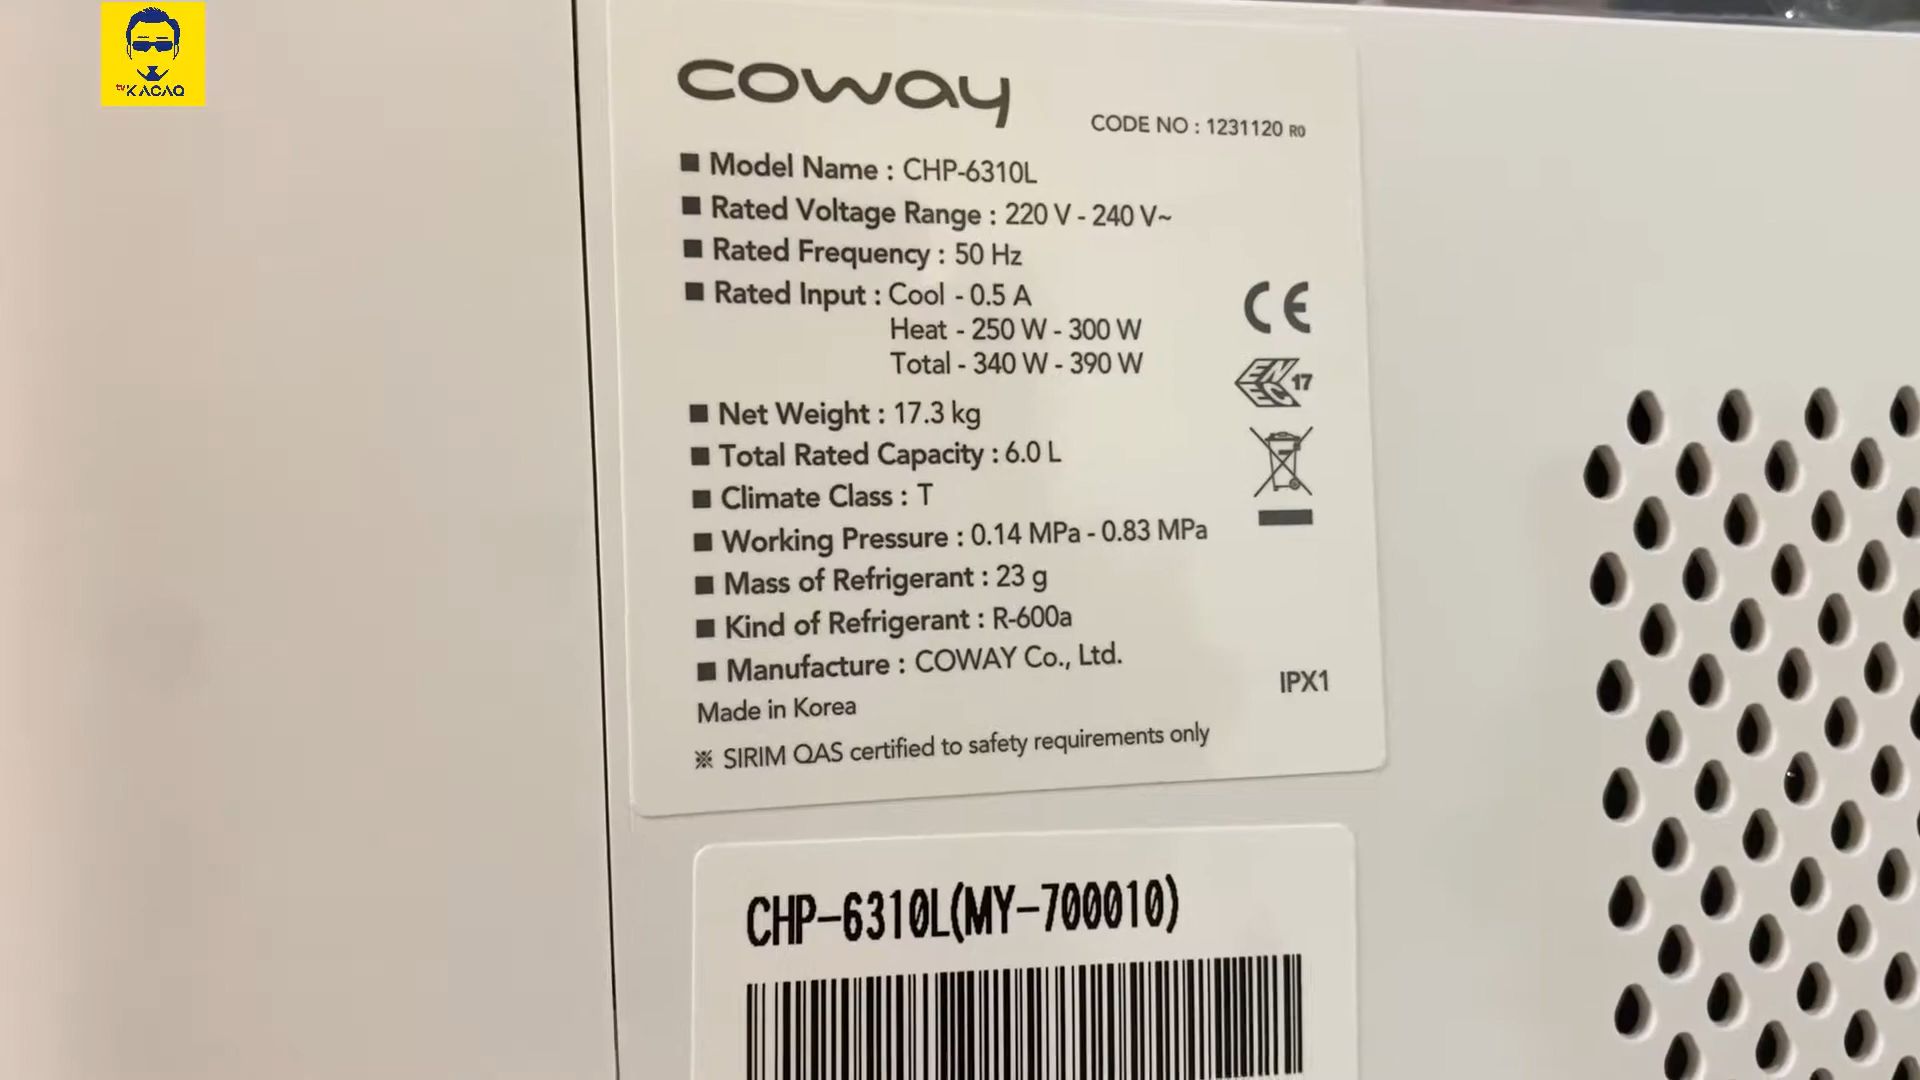 tvKACAQ
coway
CODE NO : 1231120 R0
■ Model Name : CHP-6310L
■ Rated Voltage Range : 220 V - 240 V~
■ Rated Frequency : 50 Hz
■ Rated Input : Cool - 0.5 A
Heat - 250 W - 300 W
Total - 340 W - 390 W
■ Net Weight : 17.3 kg
■ Total Rated Capacity : 6.0 L
■ Climate Class : T
■ Working Pressure : 0.14 MPa - 0.83 MPa
■ Mass of Refrigerant : 23 g
■ Kind of Refrigerant : R-600a
■ Manufacture : COWAY Co., Ltd.
Made in Korea
※ SIRIM QAS certified to safety requirements only
CE
ENEC 17
IPX1
CHP-6310L(MY-700010)